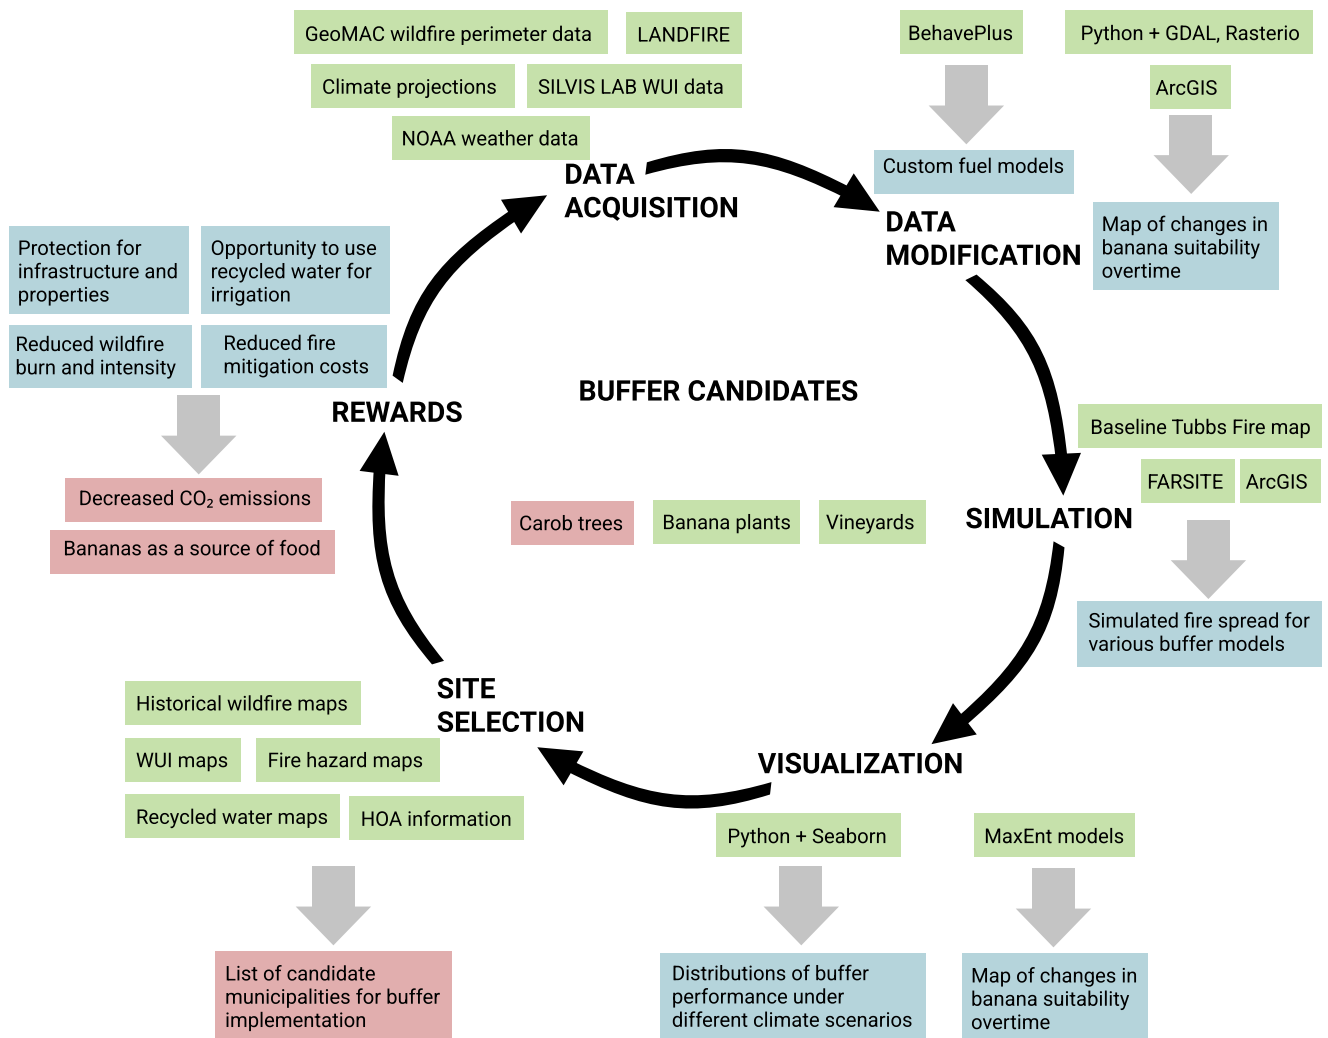 GeoMAC wildfire perimeter data
LANDFIRE
Climate projections
SILVIS LAB WUI data
NOAA weather data
DATA
ACQUISITION
BehavePlus
Custom fuel models
Python + GDAL, Rasterio
ArcGIS
Map of changes in
banana suitability
overtime
DATA
MODIFICATION
Baseline Tubbs Fire map
FARSITE
ArcGIS
Simulated fire spread for
various buffer models
SIMULATION
VISUALIZATION
Python + Seaborn
Distributions of buffer
performance under
different climate scenarios
MaxEnt models
Map of changes in
banana suitability
overtime
SITE
SELECTION
Historical wildfire maps
WUI maps
Fire hazard maps
Recycled water maps
HOA information
List of candidate
municipalities for buffer
implementation
REWARDS
Protection for
infrastructure and
properties
Opportunity to use
recycled water for
irrigation
Reduced wildfire
burn and intensity
Reduced fire
mitigation costs
Decreased CO₂ emissions
Bananas as a source of food
BUFFER CANDIDATES
Carob trees
Banana plants
Vineyards